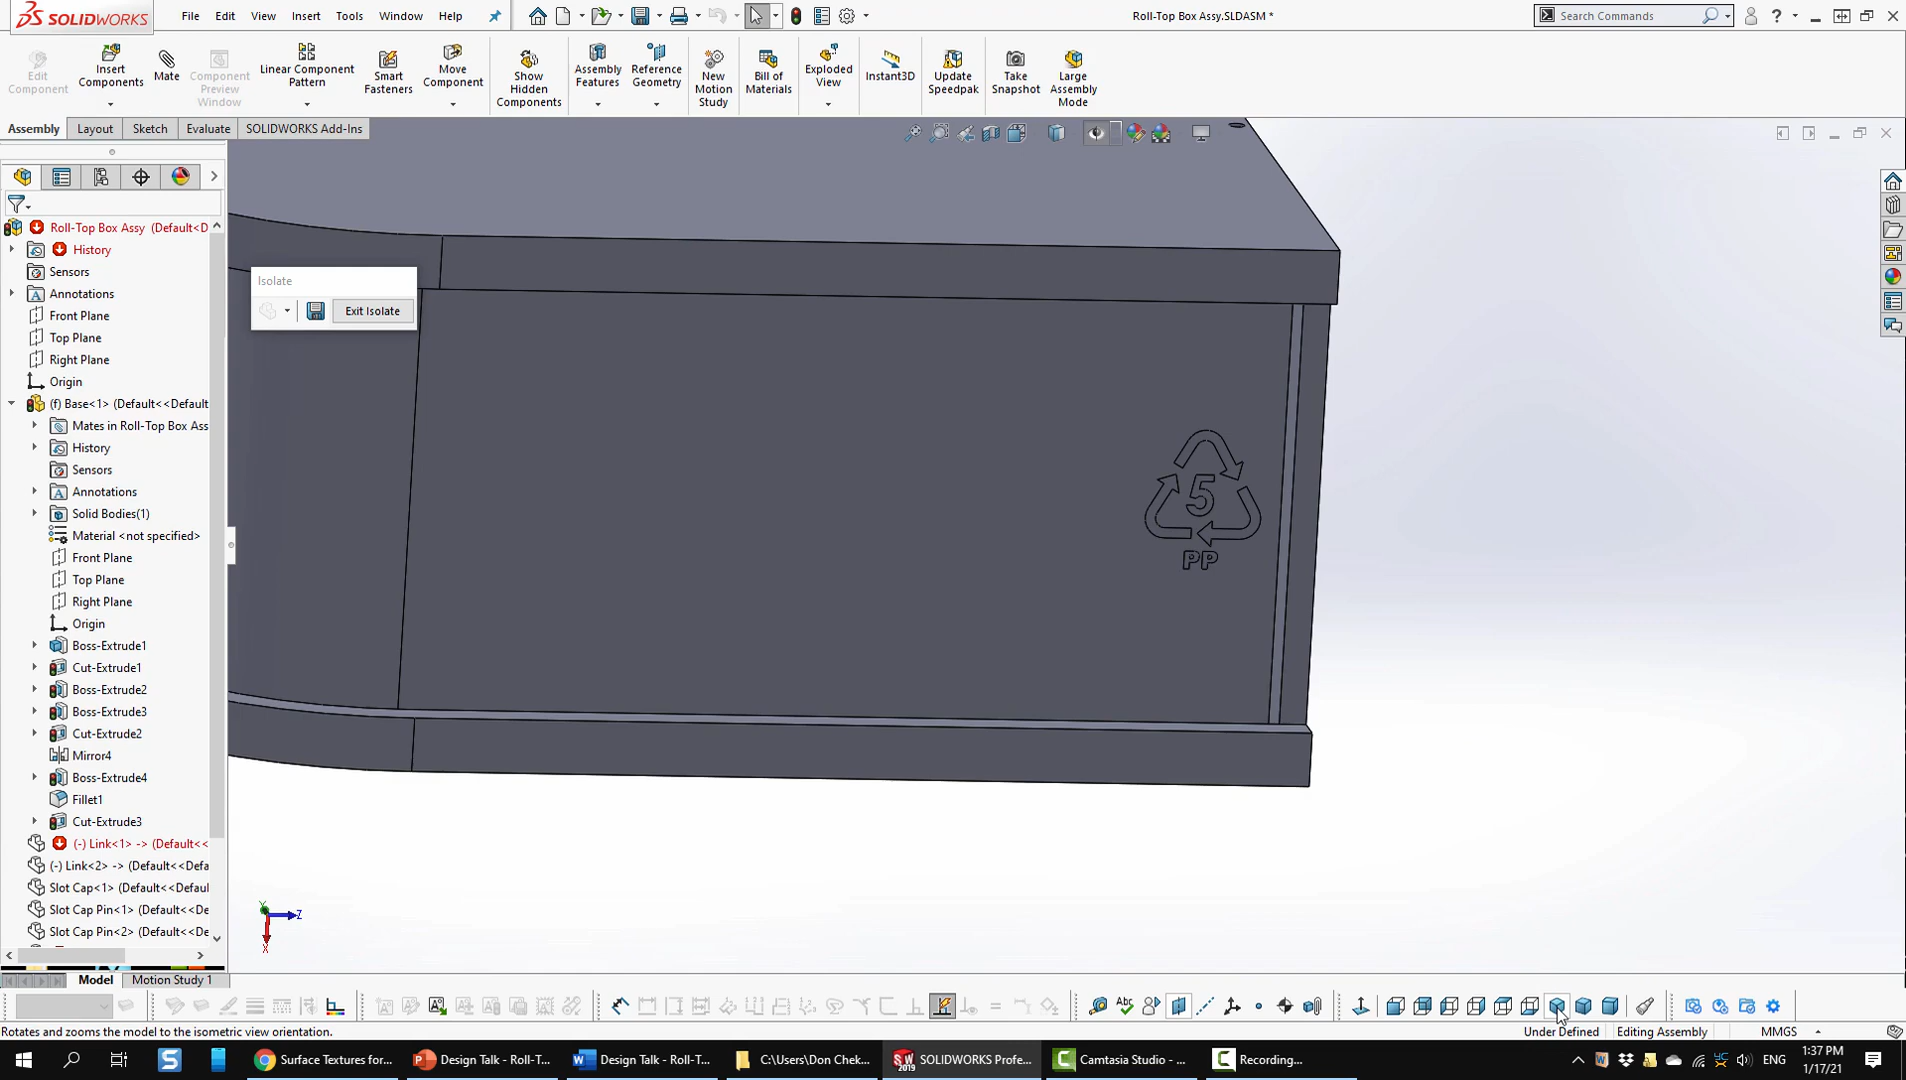 SOLIDWORKS File Edit View Insert Tools Window Help Roll-Top Box Assy.SLDASM * Search Commands
Edit Component
Insert Components
Mate
Component Preview Window
Linear Component Pattern
Smart Fasteners
Move Component
Show Hidden Components
Assembly Features
Reference Geometry
New Motion Study
Bill of Materials
Exploded View
Instant3D
Update Speedpak
Take Snapshot
Large Assembly Mode
Assembly Layout Sketch Evaluate SOLIDWORKS Add-Ins
Roll-Top Box Assy (Default<D
History
Sensors
Annotations
Front Plane
Top Plane
Right Plane
Origin
(f) Base<1> (Default<<Default
Mates in Roll-Top Box Ass
History
Sensors
Annotations
Solid Bodies(1)
Material <not specified>
Front Plane
Top Plane
Right Plane
Origin
Boss-Extrude1
Cut-Extrude1
Boss-Extrude2
Boss-Extrude3
Cut-Extrude2
Mirror4
Boss-Extrude4
Fillet1
Cut-Extrude3
(-) Link<1> -> (Default<<
(-) Link<2> -> (Default<<Defa
Slot Cap<1> (Default<<Defaul
Slot Cap Pin<1> (Default<<De
Slot Cap Pin<2> (Default<<De
Isolate
Exit Isolate
5
PP
Y
Z
X
Model Motion Study 1
Rotates and zooms the model to the isometric view orientation. Under Defined Editing Assembly MMGS
Surface Textures for... Design Talk - Roll-T... Design Talk - Roll-T... C:\Users\Don Chek... SOLIDWORKS Profe... Camtasia Studio - ... Recording... ENG 1:37 PM
1/17/21